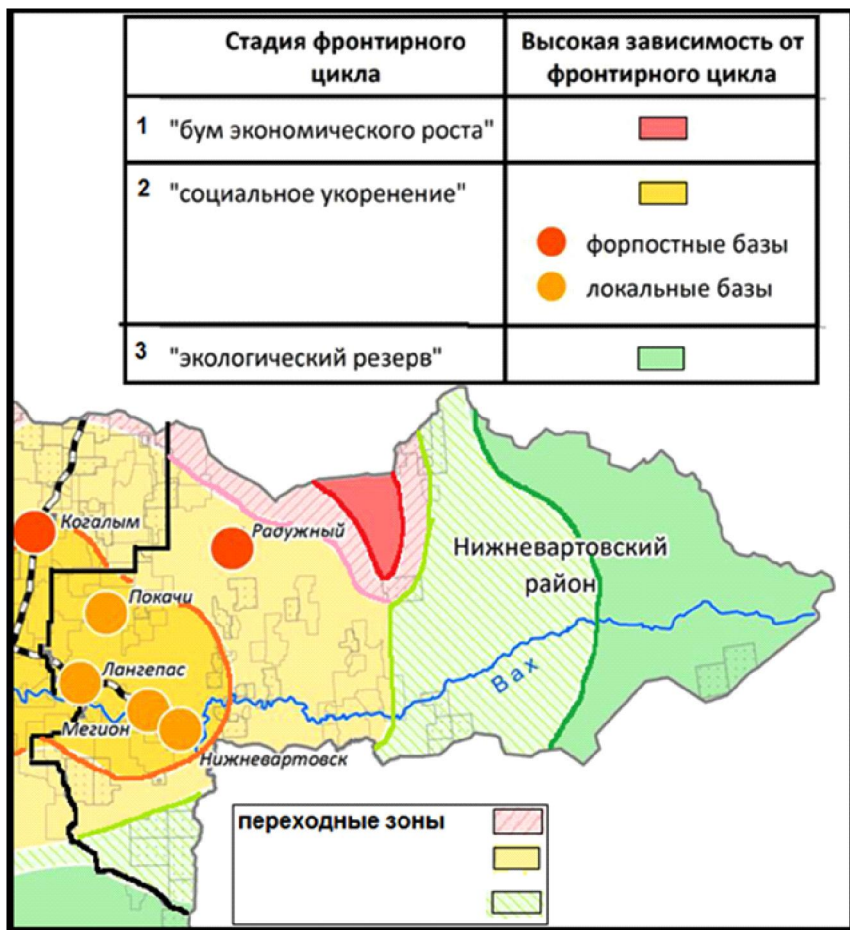 Стадия фронтирного
цикла
Высокая зависимость от
фронтирного цикла
1 "бум экономического роста"
2 "социальное укоренение"
форпостные базы
локальные базы
3 "экологический резерв"
Когалым
Радужный
Нижневартовский
район
Покачи
Лангепас
Вах
Мегион
Нижневартовск
переходные зоны